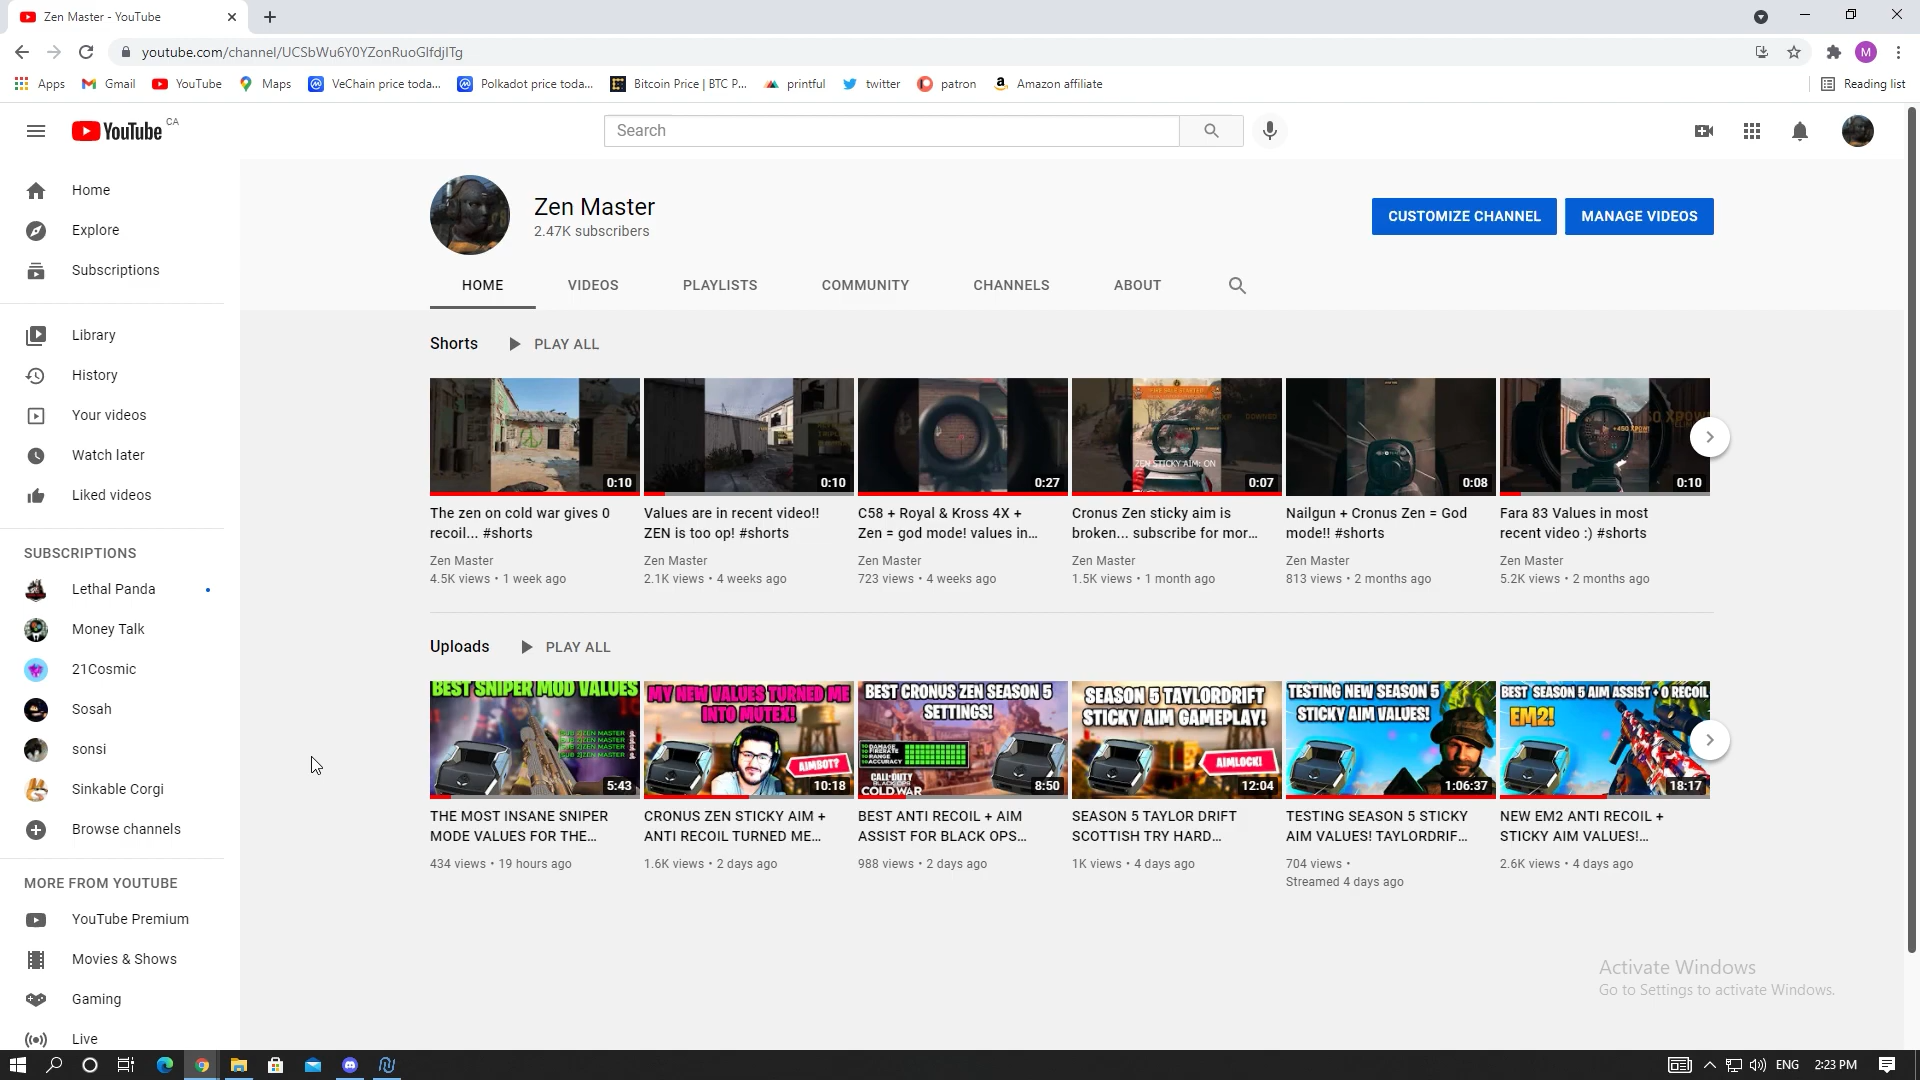 Zen Master - YouTube
youtube.com/channel/UCSbWu6Y0YZonRuoGlfdjITg
Apps
Gmail
YouTube
Maps
VeChain price toda...
Polkadot price toda...
Bitcoin Price | BTC P...
printful
twitter
patron
Amazon affiliate
Reading list
YouTube CA
Search
Home
Explore
Subscriptions
Library
History
Your videos
Watch later
Liked videos
SUBSCRIPTIONS
Lethal Panda
Money Talk
21Cosmic
Sosah
sonsi
Sinkable Corgi
Browse channels
MORE FROM YOUTUBE
YouTube Premium
Movies & Shows
Gaming
Live
Zen Master
2.47K subscribers
CUSTOMIZE CHANNEL
MANAGE VIDEOS
HOME
VIDEOS
PLAYLISTS
COMMUNITY
CHANNELS
ABOUT
Shorts
PLAY ALL
0:10
The zen on cold war gives 0
recoil... #shorts
Zen Master
4.5K views • 1 week ago
0:10
Values are in recent video!!
ZEN is too op! #shorts
Zen Master
2.1K views • 4 weeks ago
0:27
C58 + Royal & Kross 4X +
Zen = god mode! values in...
Zen Master
723 views • 4 weeks ago
ZEN STICKY AIM: ON
0:07
Cronus Zen sticky aim is
broken... subscribe for mor...
Zen Master
1.5K views • 1 month ago
0:08
Nailgun + Cronus Zen = God
mode!! #shorts
Zen Master
813 views • 2 months ago
0:10
Fara 83 Values in most
recent video :) #shorts
Zen Master
5.2K views • 2 months ago
Uploads
PLAY ALL
BEST SNIPER MOD VALUES
5:43
THE MOST INSANE SNIPER
MODE VALUES FOR THE...
434 views • 19 hours ago
MY NEW VALUES TURNED ME
INTO MUTEX!
AIMBOT?
10:18
CRONUS ZEN STICKY AIM +
ANTI RECOIL TURNED ME...
1.6K views • 2 days ago
BEST CRONUS ZEN SEASON 5
SETTINGS!
DAMAGE
FIRERATE
RANGE
ACCURACY
CALL OF DUTY
COLD WAR
8:50
BEST ANTI RECOIL + AIM
ASSIST FOR BLACK OPS...
988 views • 2 days ago
SEASON 5 TAYLORDRIFT
STICKY AIM GAMEPLAY!
AIMLOCK!
12:04
SEASON 5 TAYLOR DRIFT
SCOTTISH TRY HARD...
1K views • 4 days ago
TESTING NEW SEASON 5
STICKY AIM VALUES!
1:06:37
TESTING SEASON 5 STICKY
AIM VALUES! TAYLORDRIF...
704 views •
Streamed 4 days ago
BEST SEASON 5 AIM ASSIST + 0 RECOIL
EM2!
18:17
NEW EM2 ANTI RECOIL +
STICKY AIM VALUES!...
2.6K views • 4 days ago
Activate Windows
Go to Settings to activate Windows.
ENG
2:23 PM